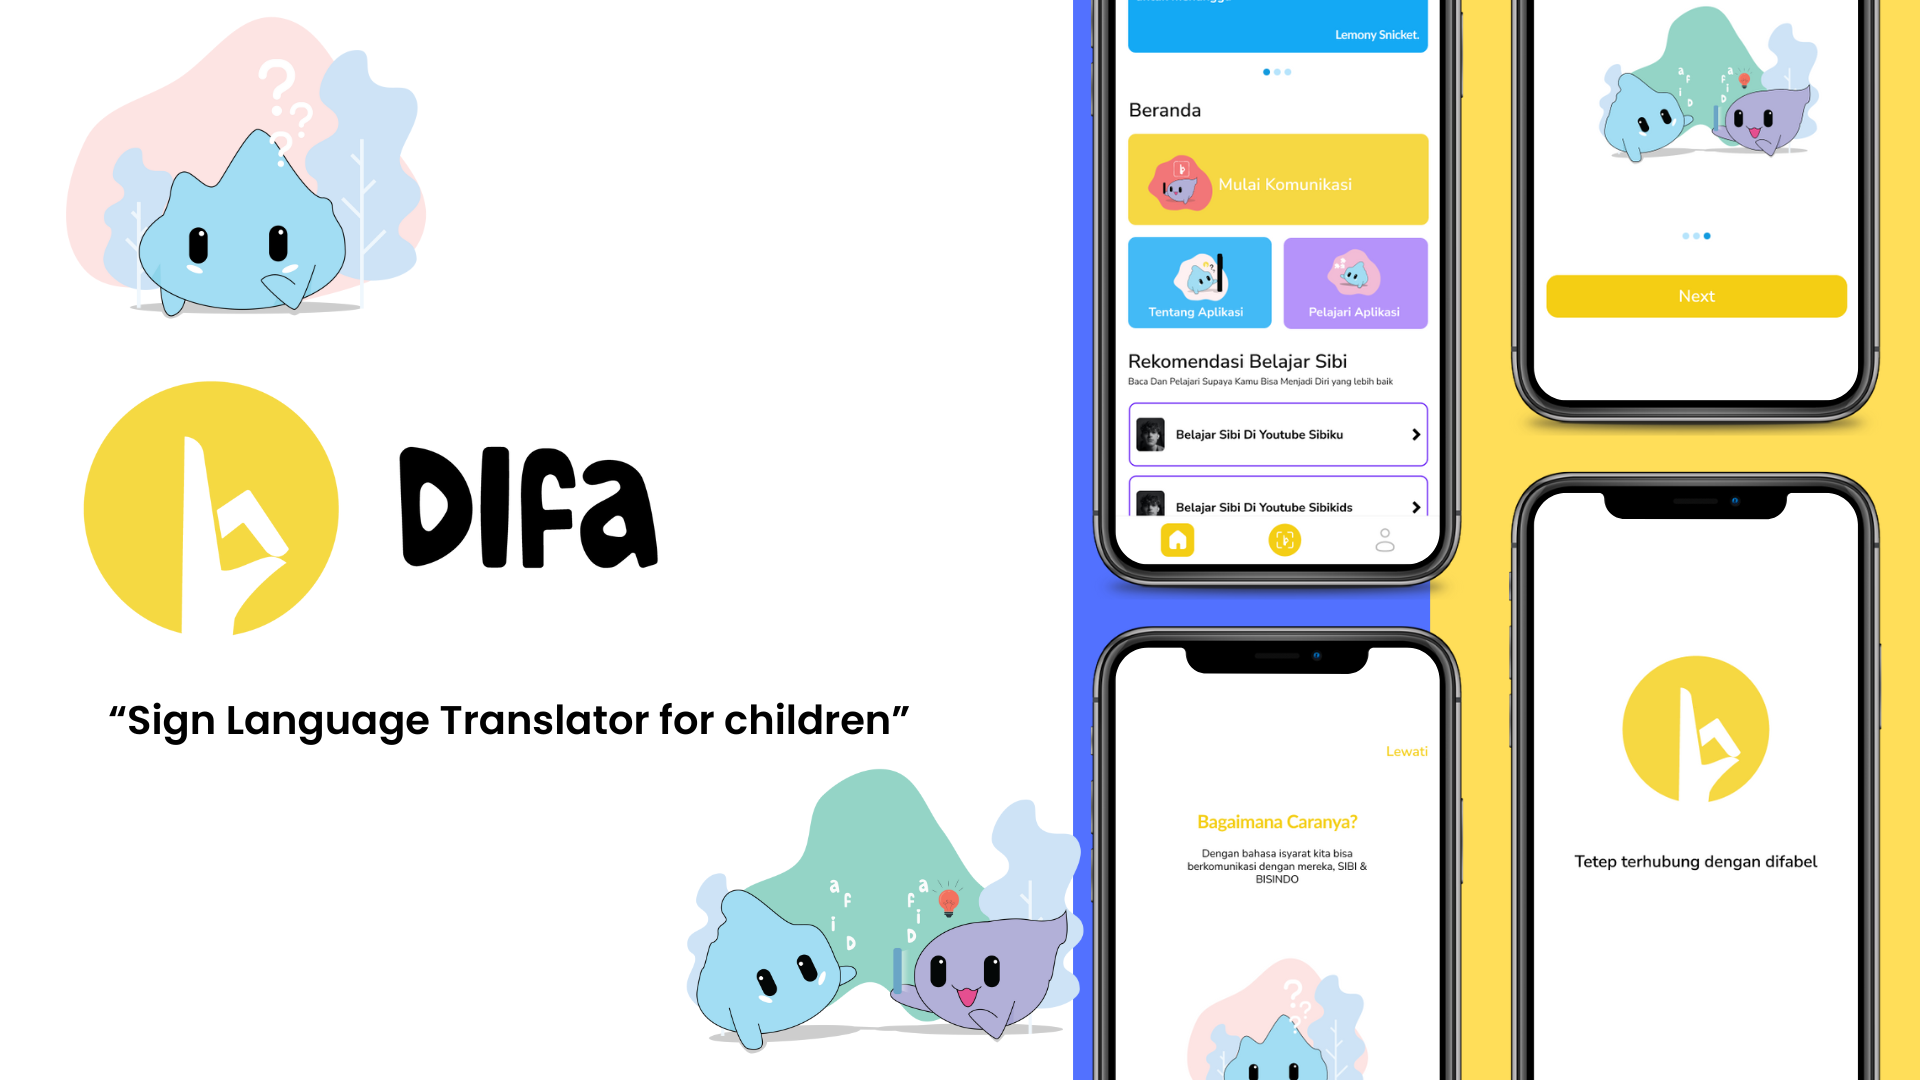 ? ? ?
DIfa
“Sign Language Translator for children”
a f i D
a f i D
Lemony Snicket.
Beranda
Mulai Komunikasi
Tentang Aplikasi
Pelajari Aplikasi
Rekomendasi Belajar Sibi
Baca Dan Pelajari Supaya Kamu Bisa Menjadi Diri yang lebih baik
Belajar Sibi Di Youtube Sibiku
Belajar Sibi Di Youtube Sibikids
Lewati
Bagaimana Caranya?
Dengan bahasa isyarat kita bisa
berkomunikasi dengan mereka, SIBI &
BISINDO
? ? ?
a f i D
a f i D
Next
Tetep terhubung dengan difabel